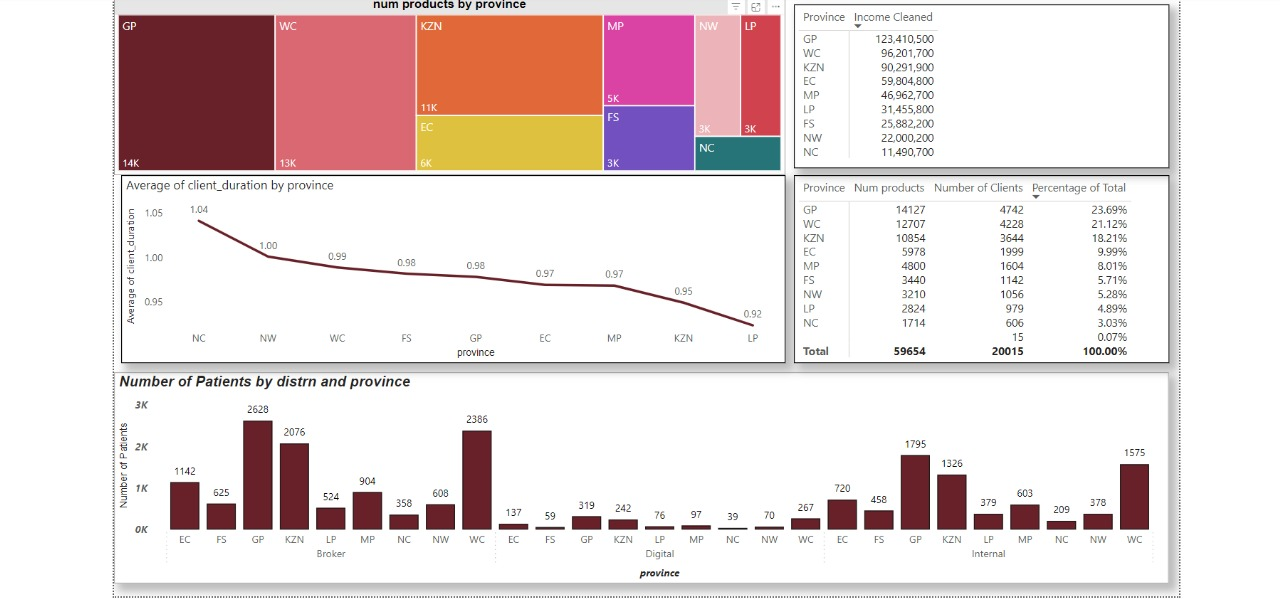 num products by province
GP
14K
WC
13K
KZN
11K
EC
6K
MP
5K
FS
3K
NW
3K
LP
3K
NC
Province Income Cleaned
GP 123,410,500
WC 96,201,700
KZN 90,291,900
EC 59,804,800
MP 46,962,700
LP 31,455,800
FS 25,882,200
NW 22,000,200
NC 11,490,700
Average of client_duration by province
Average of client_duration
1.05
1.00
0.95
1.04
1.00
0.99
0.98
0.98
0.97
0.97
0.95
0.92
NC NW WC FS GP EC MP KZN LP
province
Province Num products Number of Clients Percentage of Total
GP 14127 4742 23.69%
WC 12707 4228 21.12%
KZN 10854 3644 18.21%
EC 5978 1999 9.99%
MP 4800 1604 8.01%
FS 3440 1142 5.71%
NW 3210 1056 5.28%
LP 2824 979 4.89%
NC 1714 606 3.03%
15 0.07%
Total 59654 20015 100.00%
Number of Patients by distrn and province
Number of Patients
3K
2K
1K
0K
1142 625 2628 2076 524 904 358 608 2386 137 59 319 242 76 97 39 70 267 720 458 1795 1326 379 603 209 378 1575
EC FS GP KZN LP MP NC NW WC EC FS GP KZN LP MP NC NW WC EC FS GP KZN LP MP NC NW WC
Broker Digital Internal
province